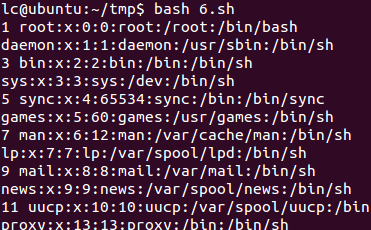 lc@ubuntu:~/tmp$ bash 6.sh
1 root:x:0:0:root:/root:/bin/bash
daemon:x:1:1:daemon:/usr/sbin:/bin/sh
3 bin:x:2:2:bin:/bin:/bin/sh
sys:x:3:3:sys:/dev:/bin/sh
5 sync:x:4:65534:sync:/bin:/bin/sync
games:x:5:60:games:/usr/games:/bin/sh
7 man:x:6:12:man:/var/cache/man:/bin/sh
lp:x:7:7:lp:/var/spool/lpd:/bin/sh
9 mail:x:8:8:mail:/var/mail:/bin/sh
news:x:9:9:news:/var/spool/news:/bin/sh
11 uucp:x:10:10:uucp:/var/spool/uucp:/bin
proxy:x:13:13:proxy:/bin:/bin/sh